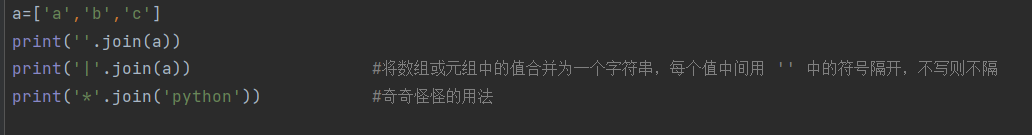 a=['a','b','c']
print(''.join(a))
print('|'.join(a)) #将数组或元组中的值合并为一个字符串，每个值中间用 '' 中的符号隔开，不写则不隔
print('*'.join('python')) #奇奇怪怪的用法